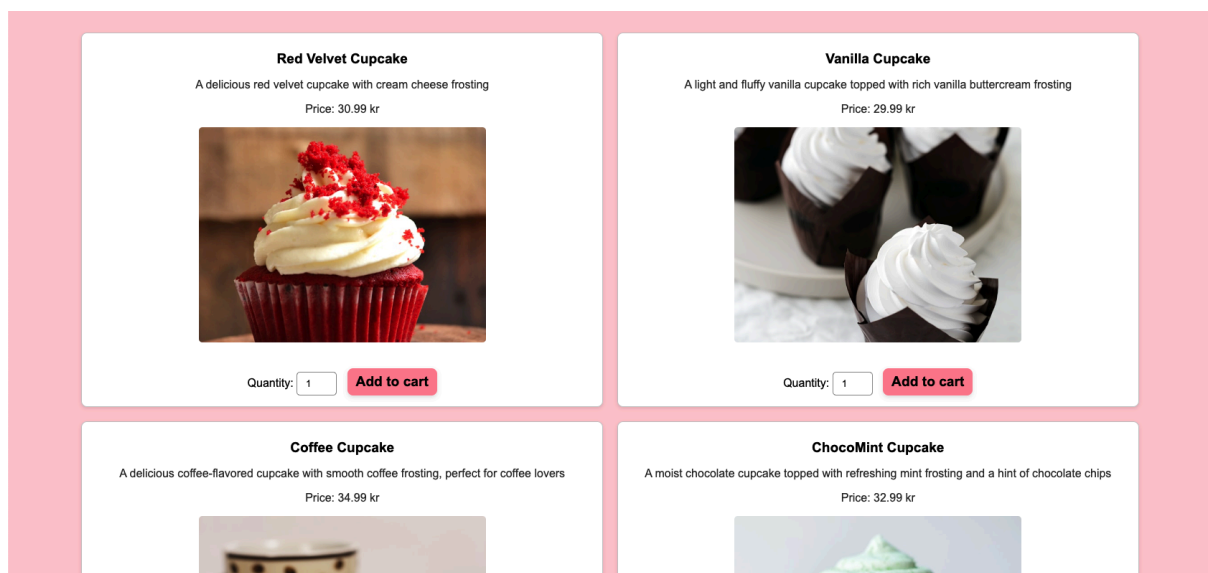 Red Velvet Cupcake
A delicious red velvet cupcake with cream cheese frosting
Price: 30.99 kr
Quantity: 1 Add to cart
Vanilla Cupcake
A light and fluffy vanilla cupcake topped with rich vanilla buttercream frosting
Price: 29.99 kr
Quantity: 1 Add to cart
Coffee Cupcake
A delicious coffee-flavored cupcake with smooth coffee frosting, perfect for coffee lovers
Price: 34.99 kr
ChocoMint Cupcake
A moist chocolate cupcake topped with refreshing mint frosting and a hint of chocolate chips
Price: 32.99 kr